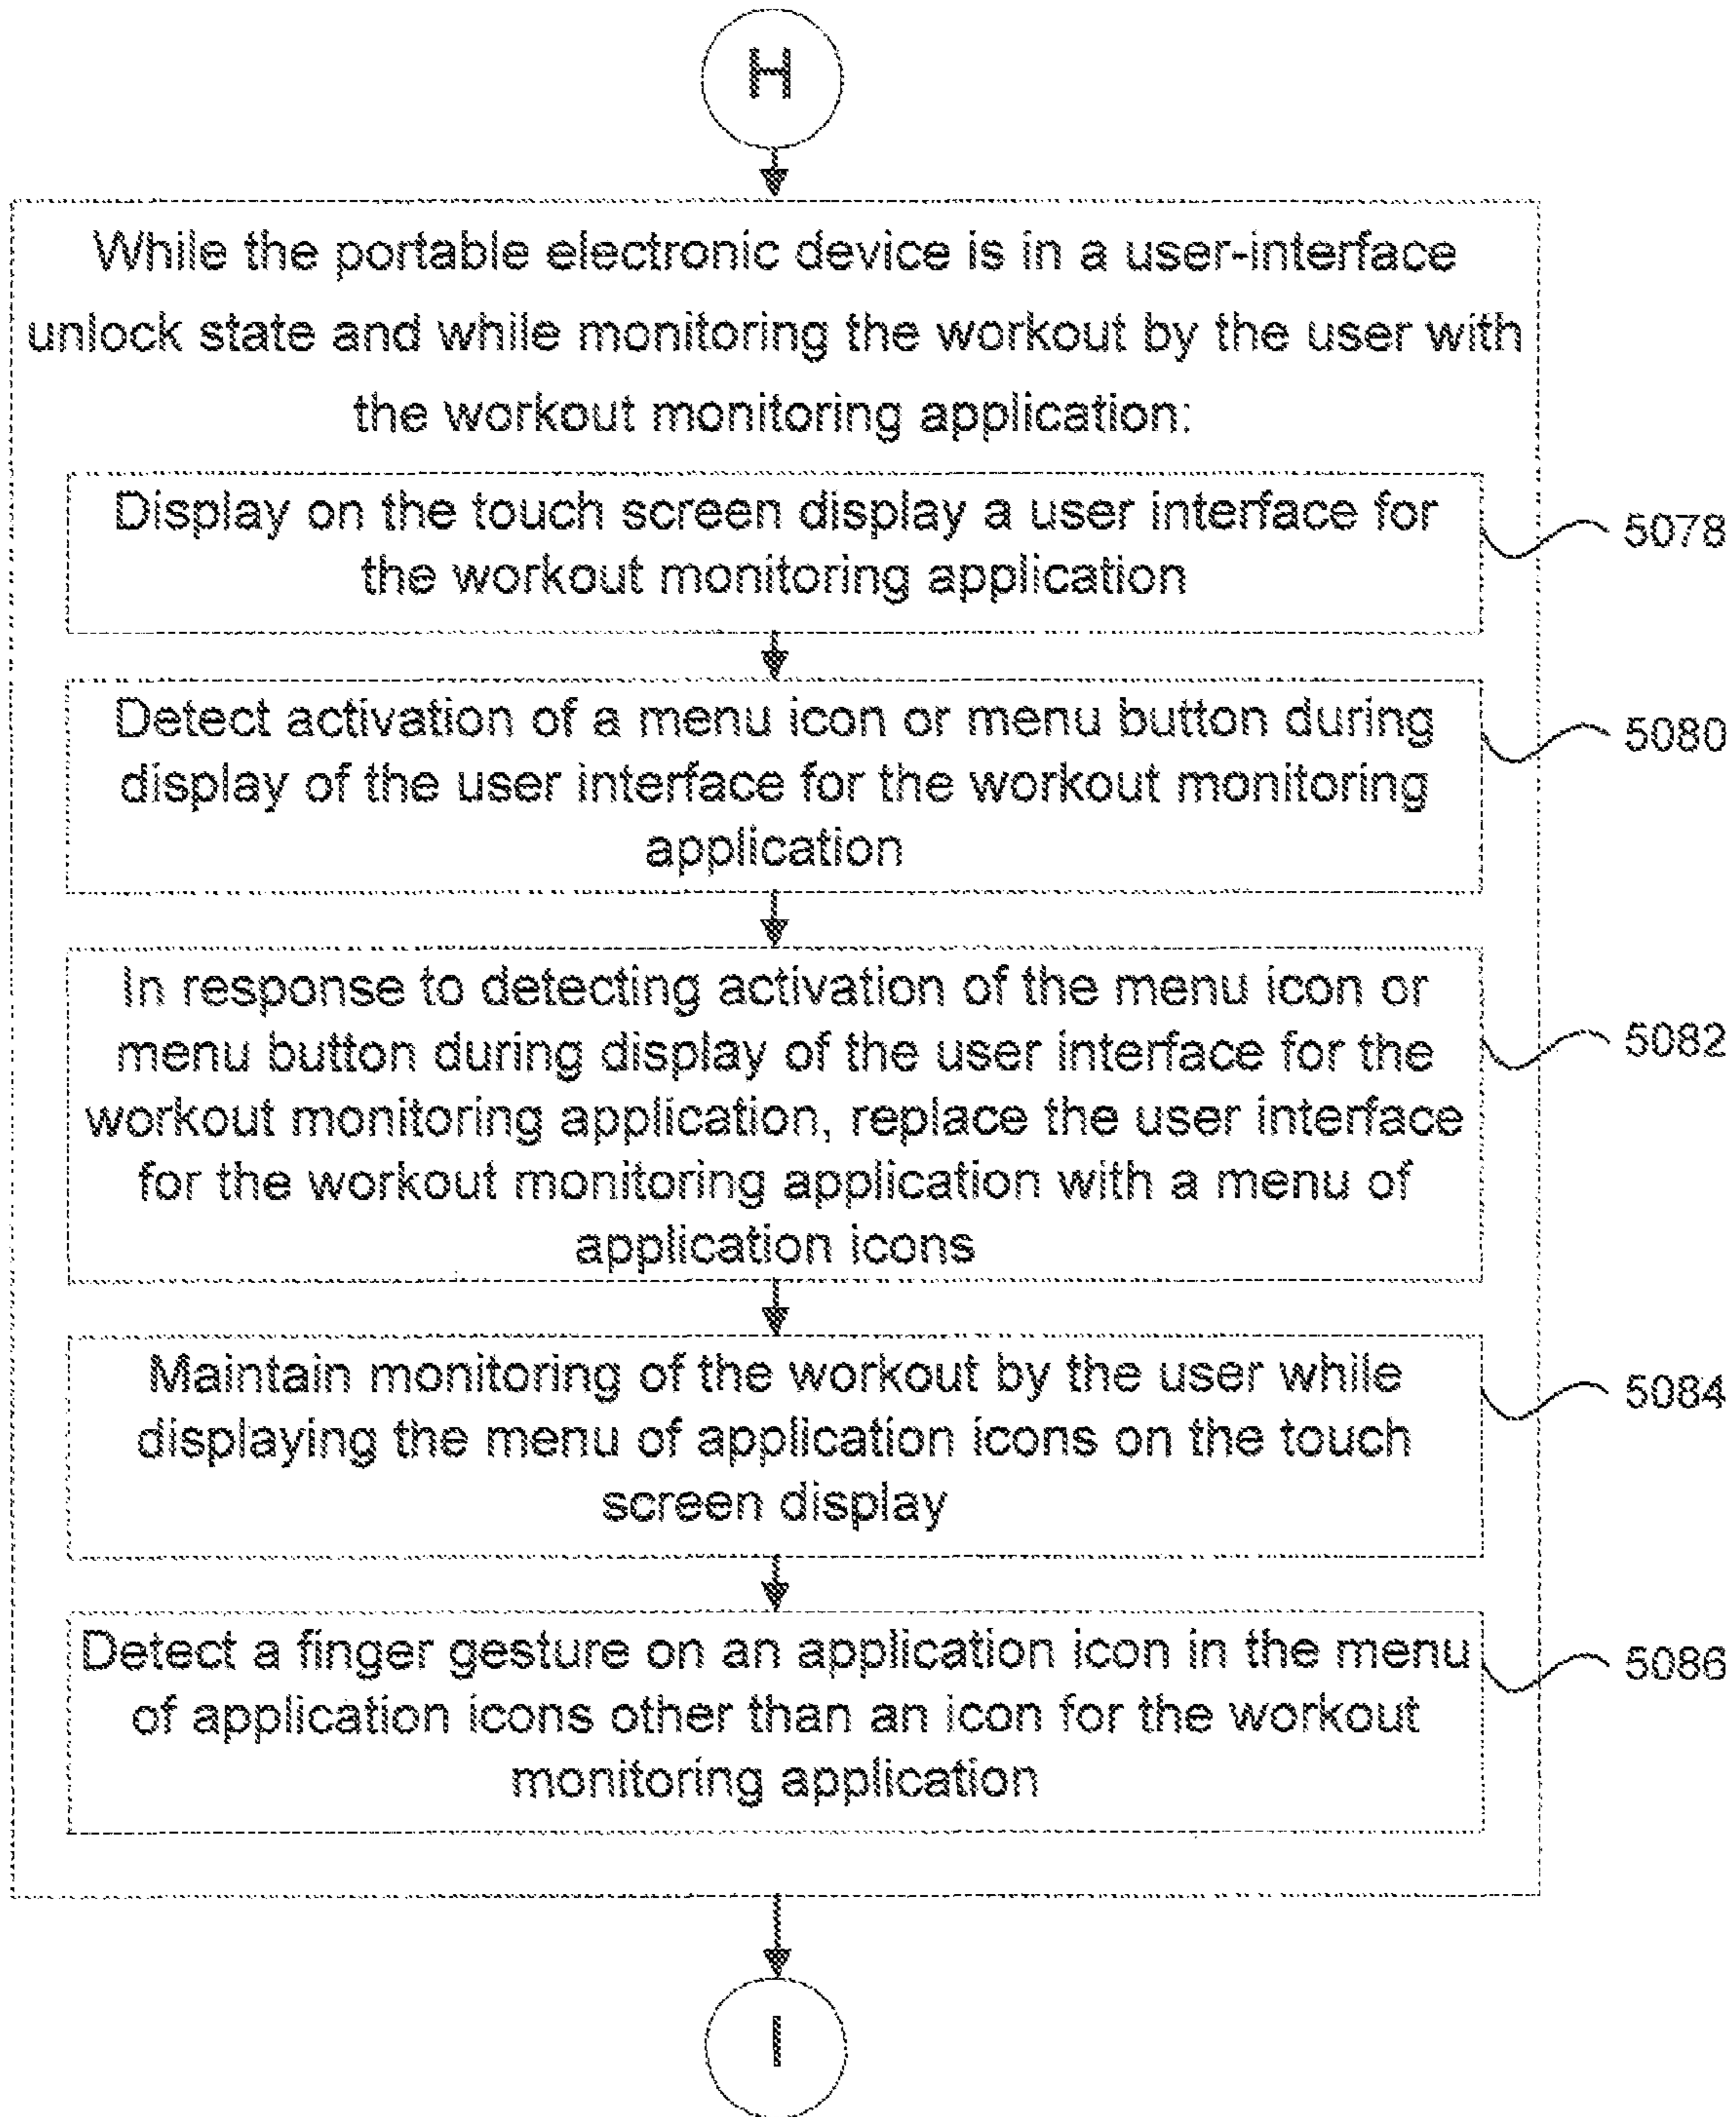 H
While the portable electronic device is in a user-interface
unlock state and while monitoring the workout by the user with
the workout monitoring application:
Display on the touch screen display a user interface for
the workout monitoring application
5078
Detect activation of a menu icon or menu button during
display of the user interface for the workout monitoring
application
5080
In response to detecting activation of the menu icon or
menu button during display of the user interface for the
workout monitoring application, replace the user interface
for the workout monitoring application with a menu of
application icons
5082
Maintain monitoring of the workout by the user while
displaying the menu of application icons on the touch
screen display
5084
Detect a finger gesture on an application icon in the menu
of application icons other than an icon for the workout
monitoring application
5086
I